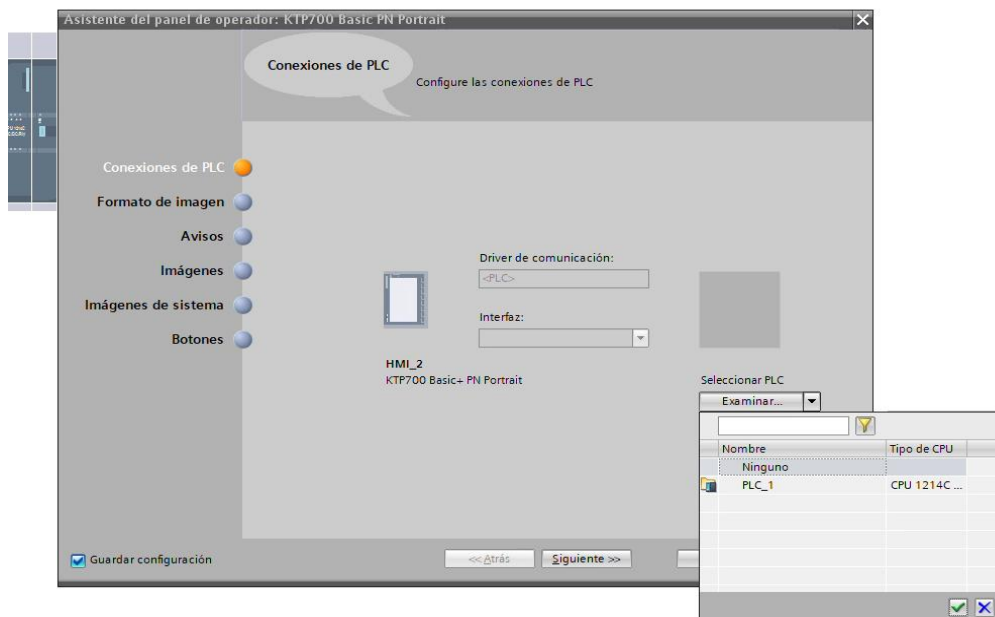 Asistente del panel de operador: KTP700 Basic PN Portrait
Conexiones de PLC
Configure las conexiones de PLC
Conexiones de PLC
Formato de imagen
Avisos
Imágenes
Imágenes de sistema
Botones
Driver de comunicación:
<PLC>
Interfaz:
HMI_2
KTP700 Basic+ PN Portrait
Seleccionar PLC
Examinar...
Nombre Tipo de CPU
Ninguno
PLC_1 CPU 1214C ...
Guardar configuración
<< Atrás Siguiente >>